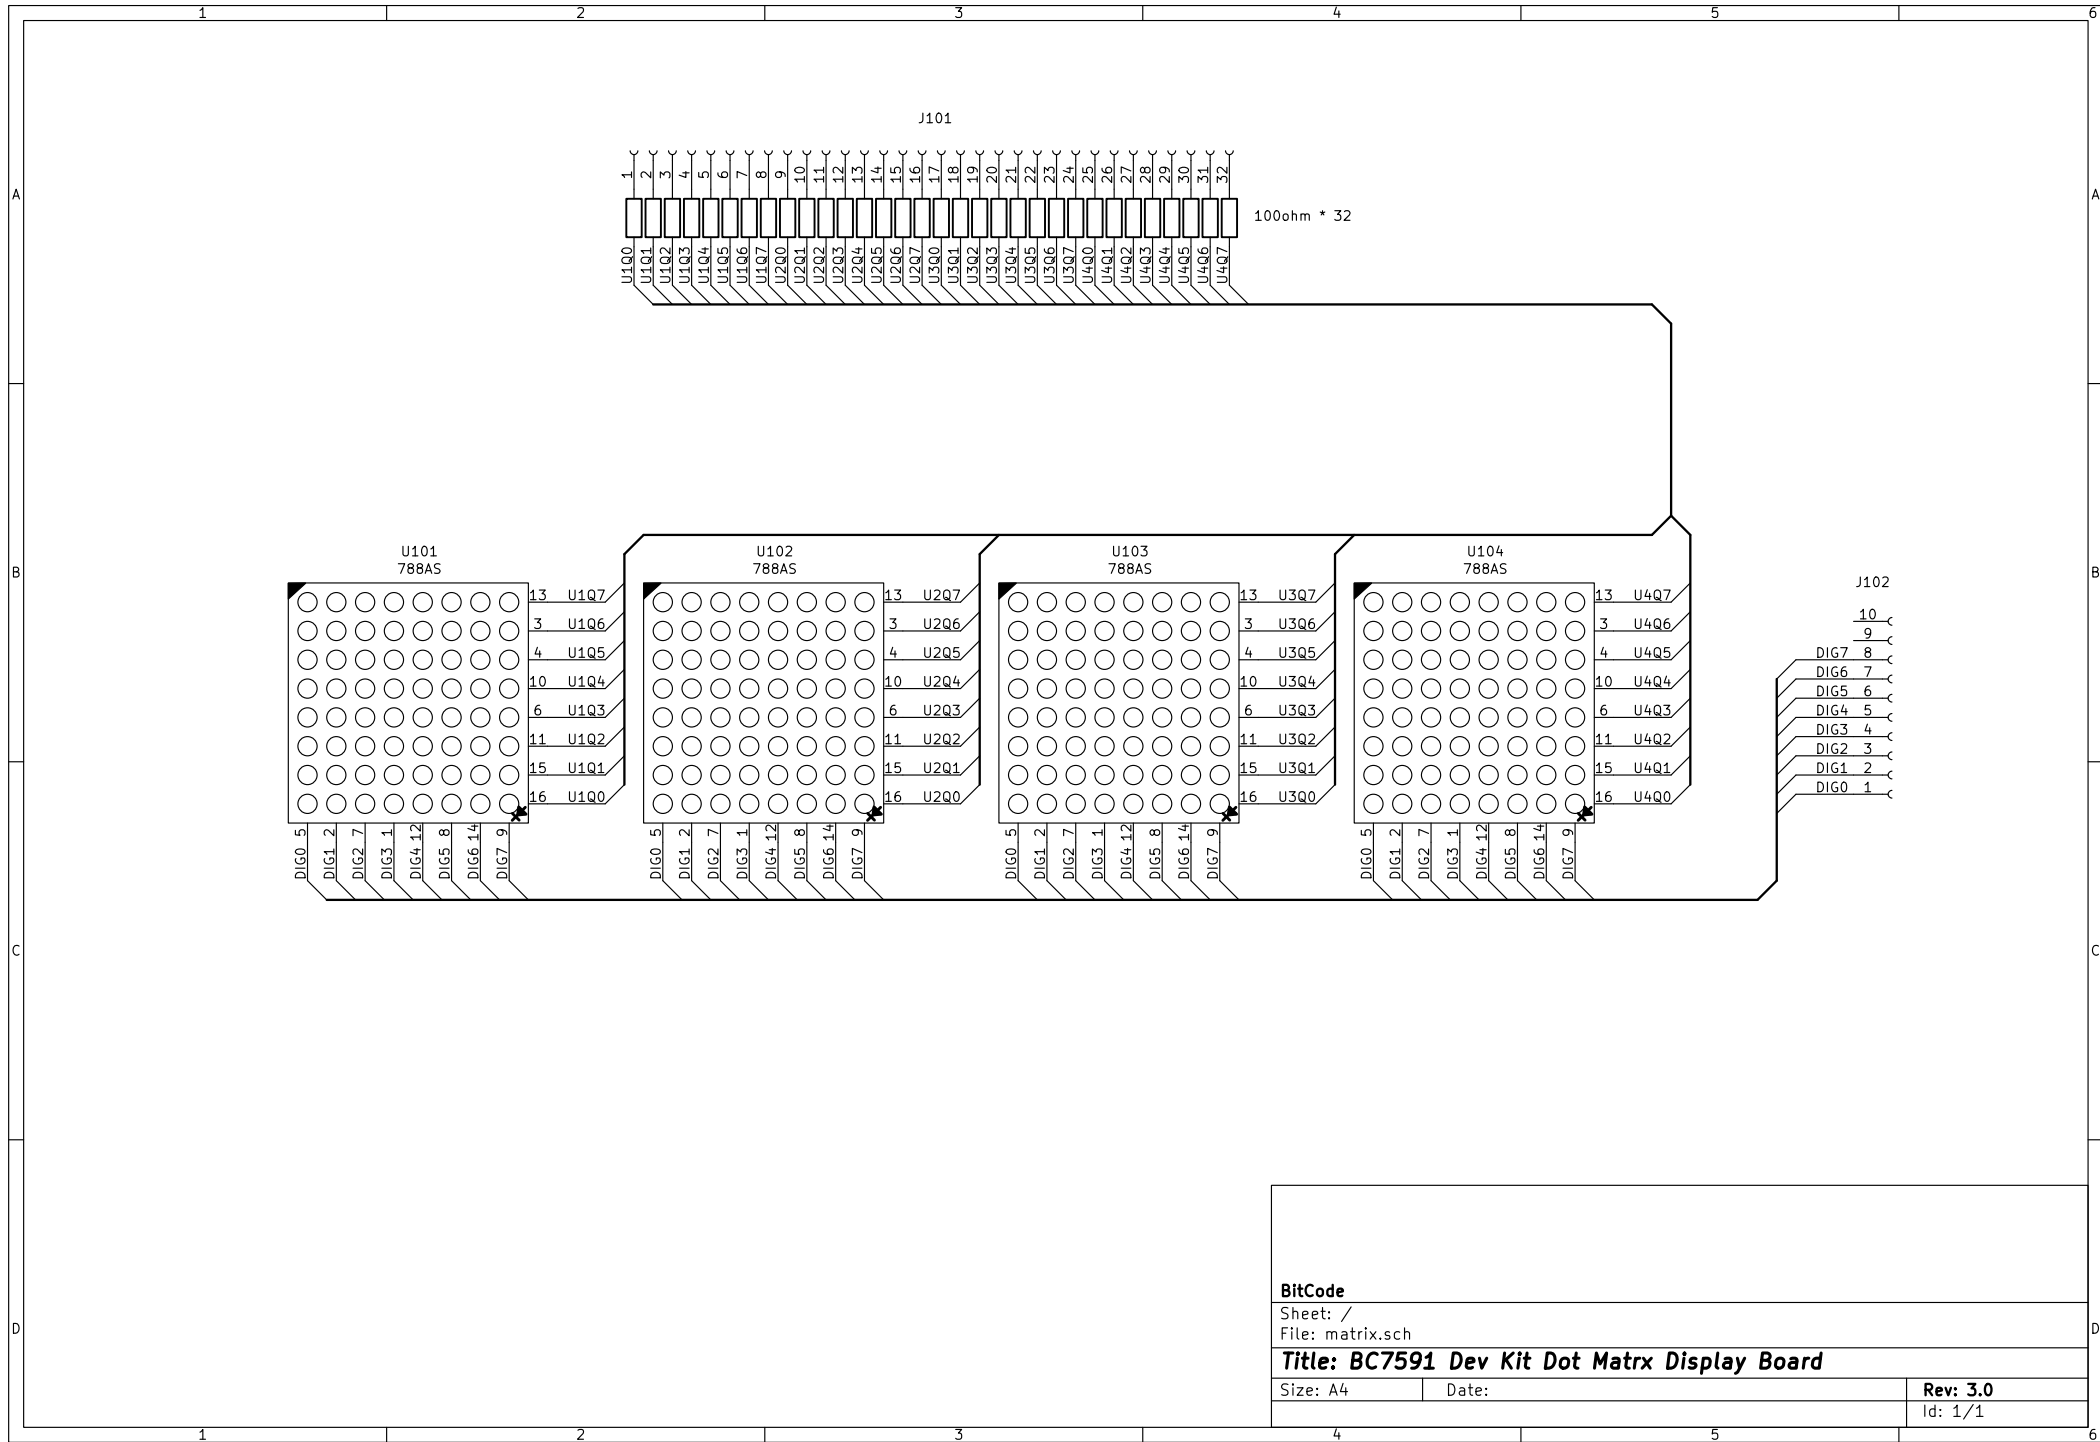 1 2 3 4 5 6
J101
1 2 3 4 5 6 7 8 9 10 11 12 13 14 15 16 17 18 19 20 21 22 23 24 25 26 27 28 29 30 31 32
A A
100ohm * 32
U1Q0 U1Q1 U1Q2 U1Q3 U1Q4 U1Q5 U1Q6 U1Q7 U2Q0 U2Q1 U2Q2 U2Q3 U2Q4 U2Q5 U2Q6 U2Q7 U3Q0 U3Q1 U3Q2 U3Q3 U3Q4 U3Q5 U3Q6 U3Q7 U4Q0 U4Q1 U4Q2 U4Q3 U4Q4 U4Q5 U4Q6 U4Q7
U101 U102 U103 U104
788AS 788AS 788AS 788AS
B B
J102
13 U1Q7 13 U2Q7 13 U3Q7 13 U4Q7
10
3 U1Q6 3 U2Q6 3 U3Q6 3 U4Q6
9
4 U1Q5 4 U2Q5 4 U3Q5 4 U4Q5
DIG7 8
DIG6 7
10 U1Q4 10 U2Q4 10 U3Q4 10 U4Q4
DIG5 6
6 U1Q3 6 U2Q3 6 U3Q3 6 U4Q3
DIG4 5
DIG3 4
11 U1Q2 11 U2Q2 11 U3Q2 11 U4Q2
DIG2 3
15 U1Q1 15 U2Q1 15 U3Q1 15 U4Q1
DIG1 2
DIG0 1
16 U1Q0 16 U2Q0 16 U3Q0 16 U4Q0
DIG0 5 DIG1 2 DIG2 7 DIG3 1 DIG4 12 DIG5 8 DIG6 14 DIG7 9
DIG0 5 DIG1 2 DIG2 7 DIG3 1 DIG4 12 DIG5 8 DIG6 14 DIG7 9
DIG0 5 DIG1 2 DIG2 7 DIG3 1 DIG4 12 DIG5 8 DIG6 14 DIG7 9
DIG0 5 DIG1 2 DIG2 7 DIG3 1 DIG4 12 DIG5 8 DIG6 14 DIG7 9
C C
BitCode
Sheet: /
D D
File: matrix.sch
Title: BC7591 Dev Kit Dot Matrx Display Board
Size: A4 Date: Rev: 3.0
Id: 1/1
1 2 3 4 5 6